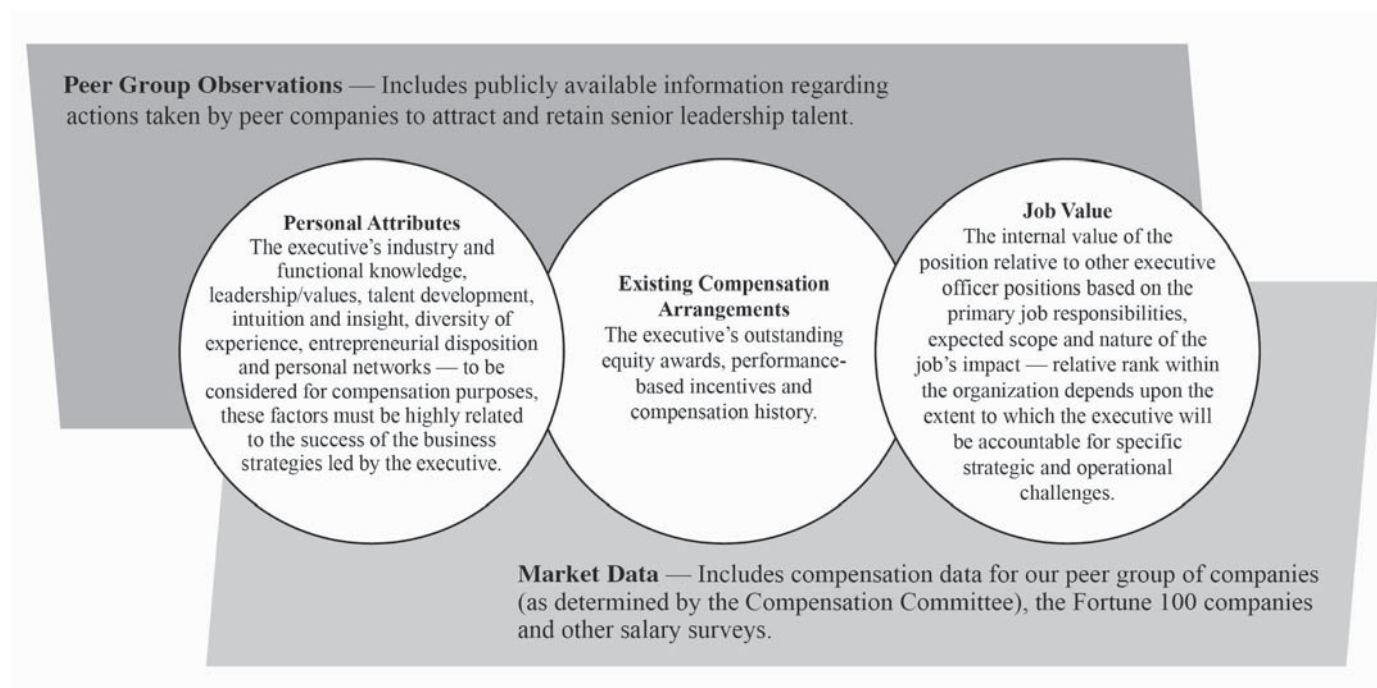 Peer Group Observations — Includes publicly available information regarding
actions taken by peer companies to attract and retain senior leadership talent.
Personal Attributes
The executive’s industry and
functional knowledge,
leadership/values, talent development,
intuition and insight, diversity of
experience, entrepreneurial disposition
and personal networks — to be
considered for compensation purposes,
these factors must be highly related
to the success of the business
strategies led by the executive.
Existing Compensation
Arrangements
The executive’s outstanding
equity awards, performance-
based incentives and
compensation history.
Job Value
The internal value of the
position relative to other executive
officer positions based on the
primary job responsibilities,
expected scope and nature of the
job’s impact — relative rank within
the organization depends upon the
extent to which the executive will
be accountable for specific
strategic and operational
challenges.
Market Data — Includes compensation data for our peer group of companies
(as determined by the Compensation Committee), the Fortune 100 companies
and other salary surveys.